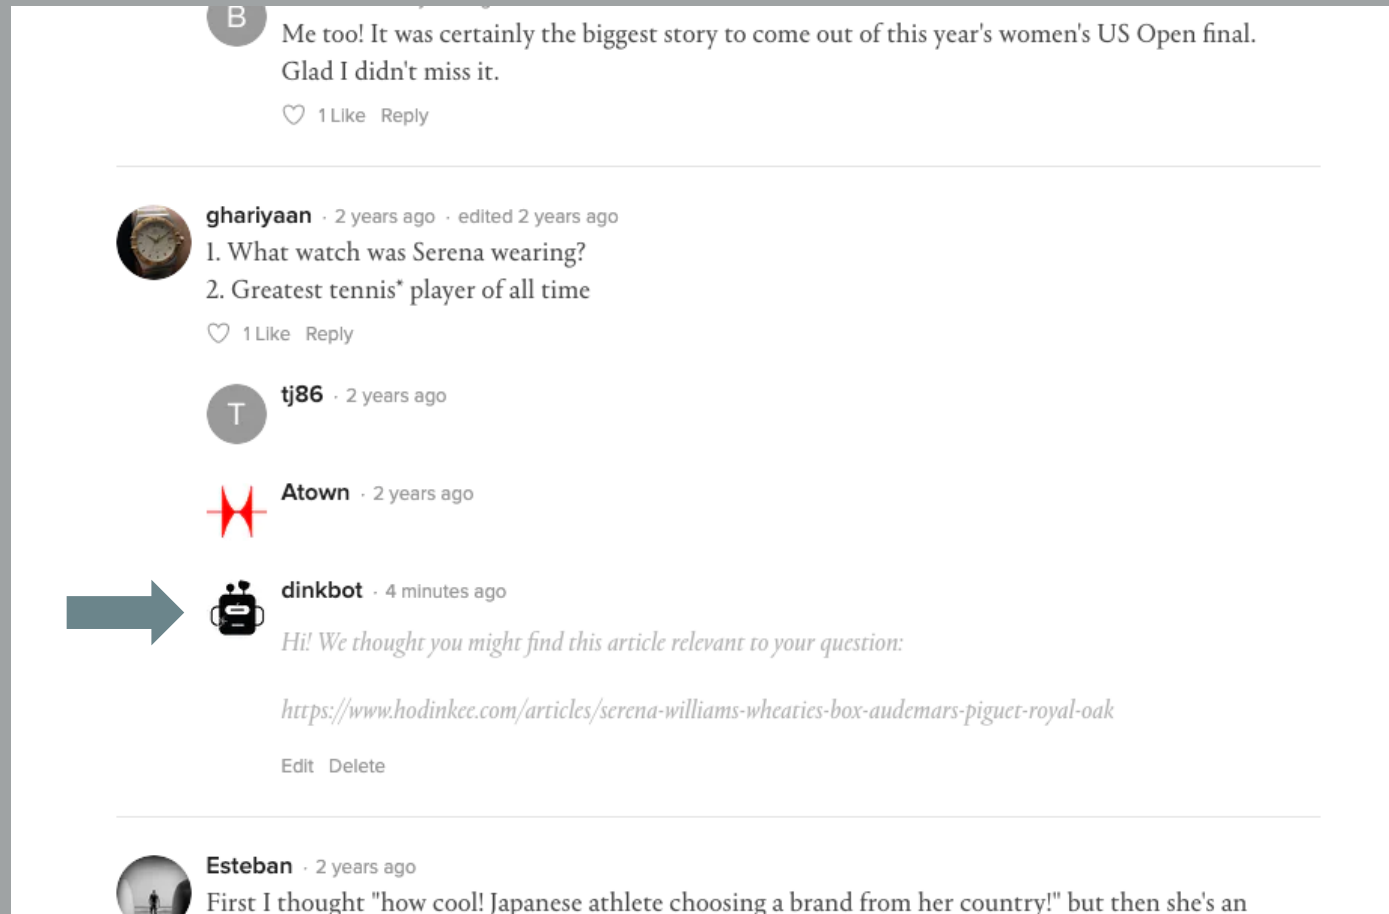 B
Me too! It was certainly the biggest story to come out of this year's women's US Open final.
Glad I didn't miss it.
1 Like Reply
ghariyaan · 2 years ago · edited 2 years ago
1. What watch was Serena wearing?
2. Greatest tennis* player of all time
1 Like Reply
T
tj86 · 2 years ago
Atown · 2 years ago
dinkbot · 4 minutes ago
Hi! We thought you might find this article relevant to your question:
https://www.hodinkee.com/articles/serena-williams-wheaties-box-audemars-piguet-royal-oak
Edit Delete
Esteban · 2 years ago
First I thought "how cool! Japanese athlete choosing a brand from her country!" but then she's an